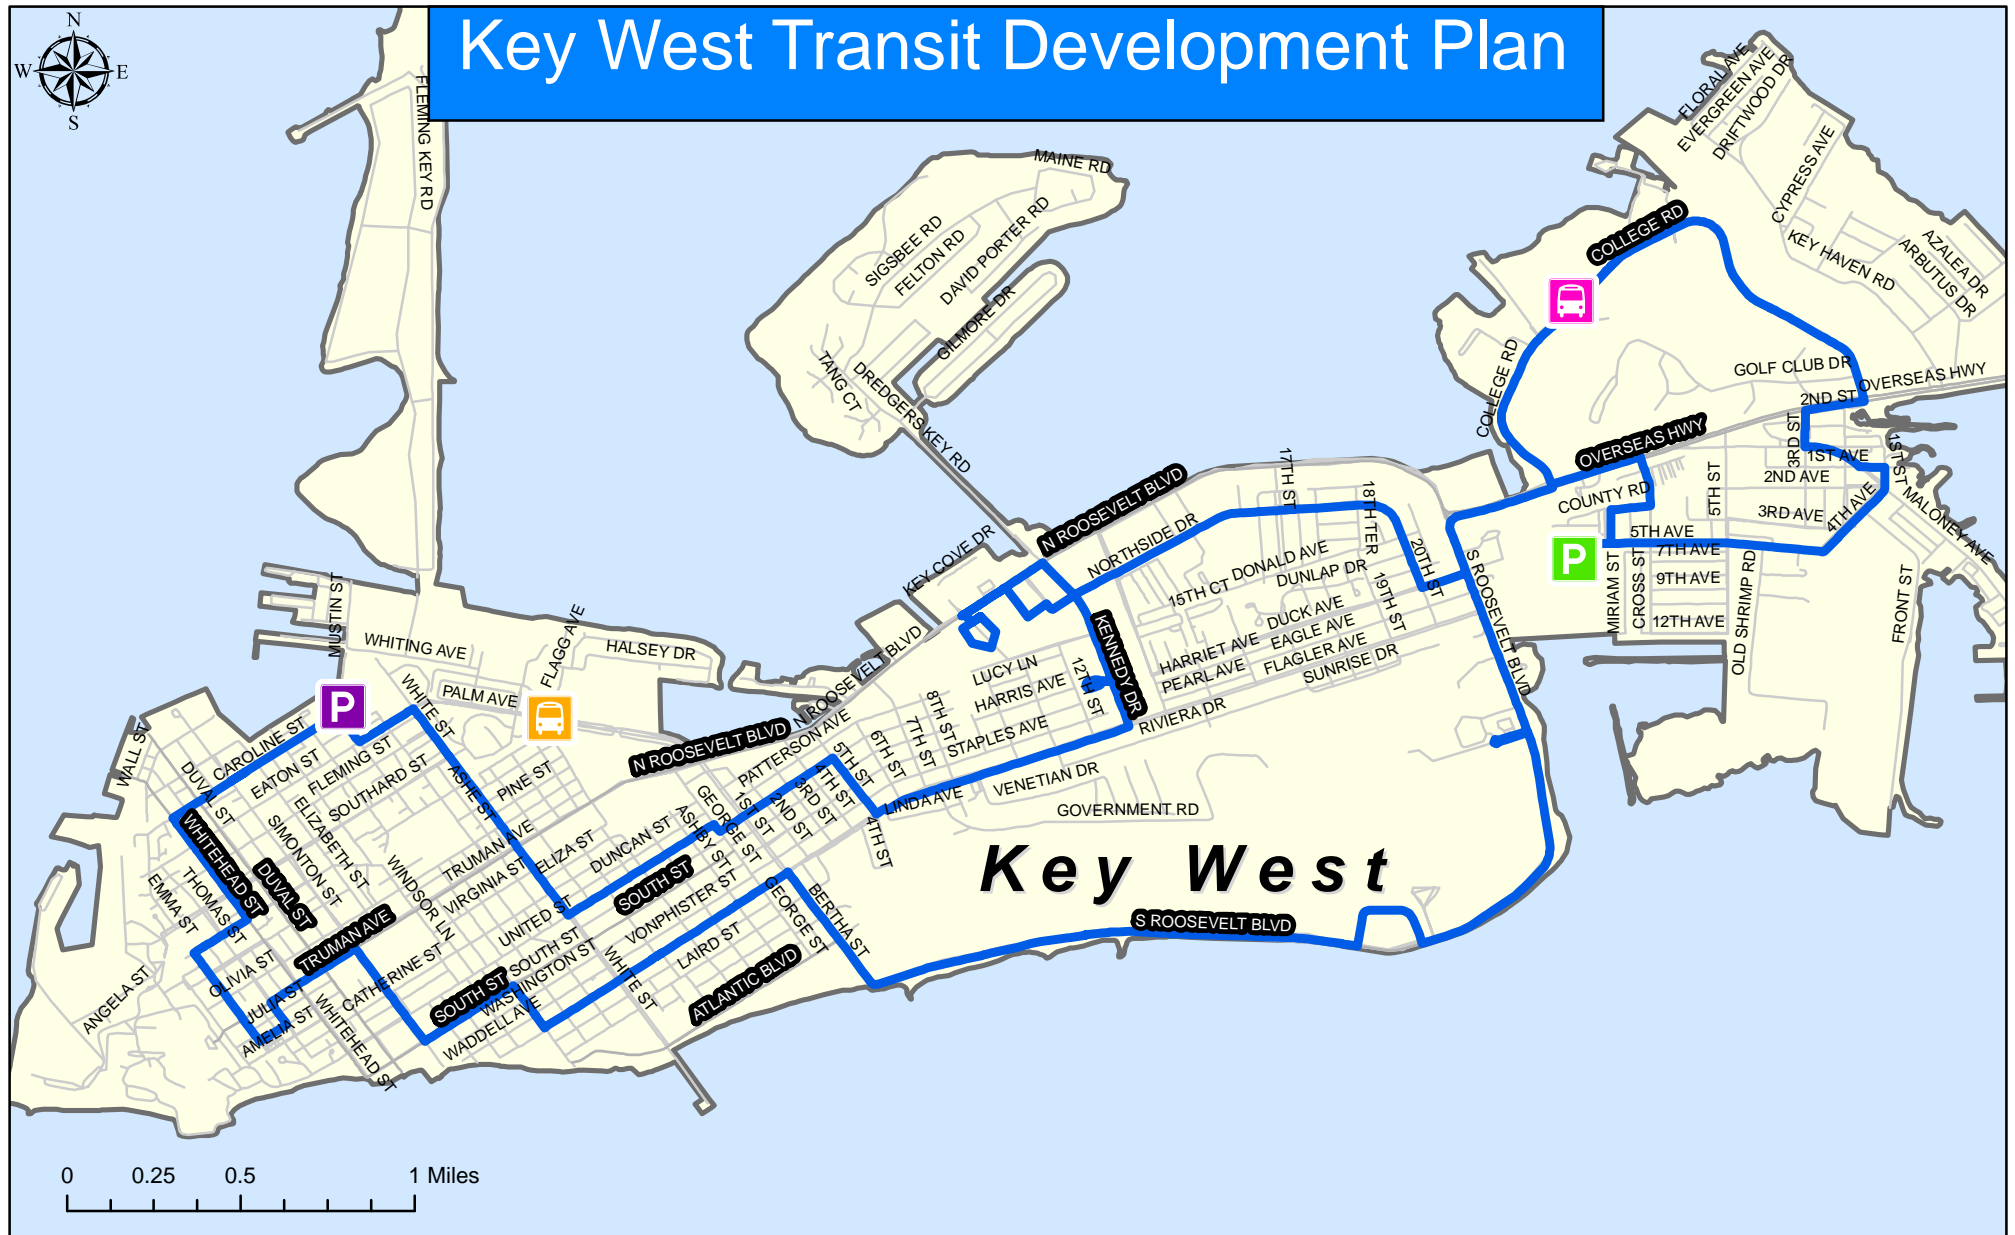 Key West Transit Development Plan
N
W
E
S
FLEMING KEY RD
MAINE RD
SIGSBEE RD
FELTON RD
DAVID PORTER RD
GILMORE DR
TANG CT
DREDGERS KEY RD
FLORAL AVE
EVERGREEN AVE
DRIFTWOOD DR
CYPRESS AVE
KEY HAVEN RD
AZALEA DR
ARBUTUS DR
COLLEGE RD
COLLEGE RD
GOLF CLUB DR
OVERSEAS HWY
2ND ST
OVERSEAS HWY
3RD ST
1ST AVE
1ST ST
2ND AVE
MALONEY AVE
COUNTY RD
5TH ST
3RD AVE
4TH AVE
5TH AVE
7TH AVE
9TH AVE
12TH AVE
MIRIAM ST
CROSS ST
OLD SHRIMP RD
FRONT ST
P
17TH ST
18TH TER
N ROOSEVELT BLVD
NORTHSIDE DR
KEY COVE DR
DONALD AVE
DUNLAP DR
15TH CT
20TH ST
19TH ST
S ROOSEVELT BLVD
DUCK AVE
EAGLE AVE
HARRIET AVE
PEARL AVE
FLAGLER AVE
SUNRISE DR
KENNEDY DR
RIVIERA DR
LUCY LN
12TH ST
HARRIS AVE
STAPLES AVE
8TH ST
7TH ST
6TH ST
5TH ST
4TH ST
3RD ST
2ND ST
1ST ST
LINDA AVE
VENETIAN DR
GOVERNMENT RD
4TH ST
N ROOSEVELT BLVD
N ROOSEVELT BLVD
PATTERSON AVE
MUSTIN ST
WHITING AVE
FLAGG AVE
HALSEY DR
PALM AVE
WHITE ST
P
WALL ST
CAROLINE ST
DUVAL ST
EATON ST
FLEMING ST
SOUTHARD ST
ELIZABETH ST
SIMONTON ST
ASHE ST
PINE ST
WHITEHEAD ST
DUVAL ST
THOMAS ST
EMMA ST
WINDSOR LN
TRUMAN AVE
VIRGINIA ST
ELIZA ST
DUNCAN ST
ASHBY ST
GEORGE ST
SOUTH ST
UNITED ST
VONPHISTER ST
GEORGE ST
BERTHA ST
TRUMAN AVE
OLIVIA ST
ANGELA ST
JULIA ST
AMELIA ST
WHITEHEAD ST
CATHERINE ST
SOUTH ST
SOUTH ST
WASHINGTON ST
WADDELL AVE
WHITE ST
LAIRD ST
ATLANTIC BLVD
Key West
S ROOSEVELT BLVD
0 0.25 0.5 1 Miles